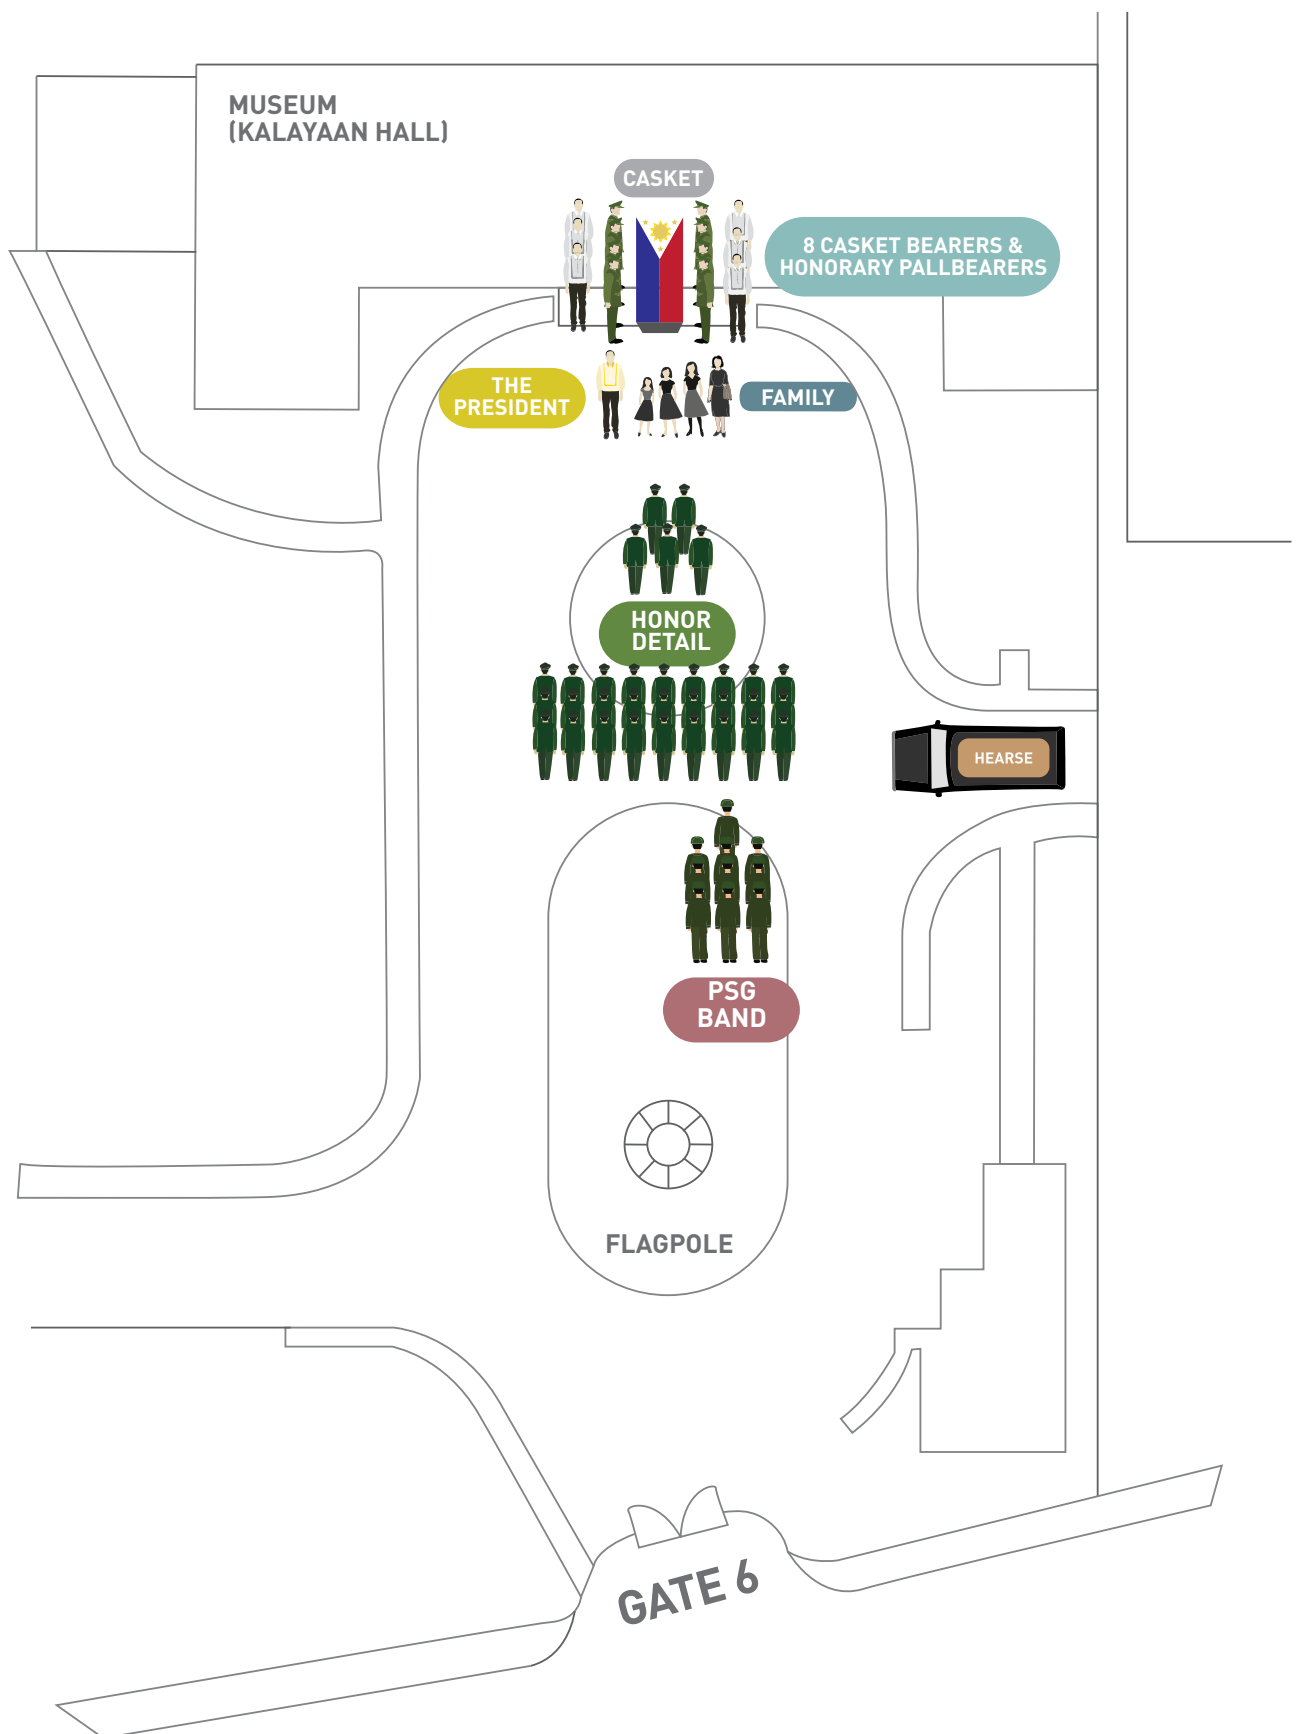 MUSEUM
(KALAYAAN HALL)
CASKET
8 CASKET BEARERS &
HONORARY PALLBEARERS
THE
PRESIDENT
FAMILY
HONOR
DETAIL
HEARSE
PSG
BAND
FLAGPOLE
GATE 6